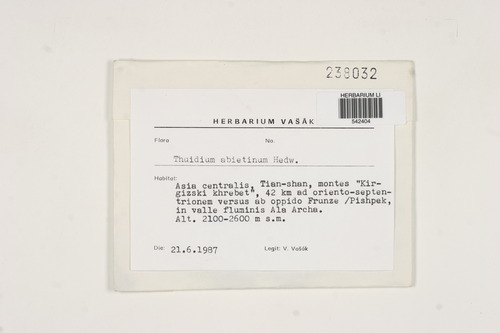 238032
HERBARIUM LI
542404
HERBARIUM VAŠÁK
Flora No.
Thuidium abietinum Hedw.
Habitat:
Asia centralis, Tian-shan, montes "Kir-
gizski khrebet", 42 km ad oriento-septen-
trionem versus ab oppido Frunze /Pishpek,
in valle fluminis Ala Archa.
Alt. 2100-2600 m s.m.
Die: 21.6.1987 Legit: V. Vašák